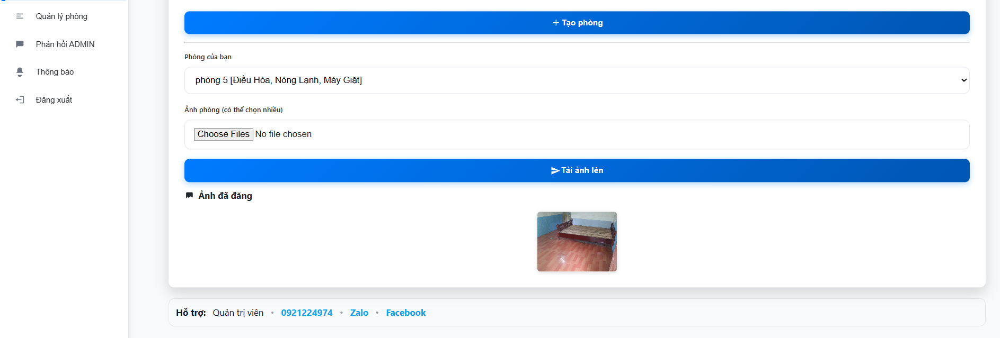 Quản lý phòng
Phản hồi ADMIN
Thông báo
Đăng xuất
+ Tạo phòng
Phòng của bạn
phòng 5 [Điều Hòa, Nóng Lạnh, Máy Giặt]
Ảnh phòng (có thể chọn nhiều)
Choose Files No file chosen
Tải ảnh lên
Ảnh đã đăng
Hỗ trợ: Quản trị viên • 0921224974 • Zalo • Facebook